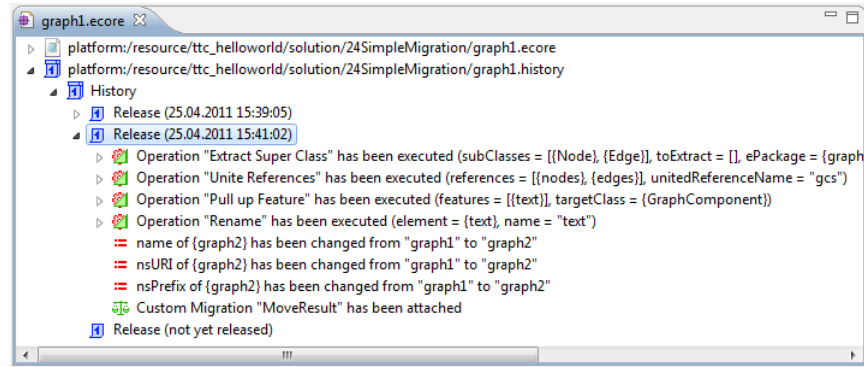 graph1.ecore
platform:/resource/ttc_helloworld/solution/24SimpleMigration/graph1.ecore
platform:/resource/ttc_helloworld/solution/24SimpleMigration/graph1.history
History
Release (25.04.2011 15:39:05)
Release (25.04.2011 15:41:02)
Operation "Extract Super Class" has been executed (subClasses = [{Node}, {Edge}], toExtract = [], ePackage = {graph
Operation "Unite References" has been executed (references = [{nodes}, {edges}], unitedReferenceName = "gcs")
Operation "Pull up Feature" has been executed (features = [{text}], targetClass = {GraphComponent})
Operation "Rename" has been executed (element = {text}, name = "text")
name of {graph2} has been changed from "graph1" to "graph2"
nsURI of {graph2} has been changed from "graph1" to "graph2"
nsPrefix of {graph2} has been changed from "graph1" to "graph2"
Custom Migration "MoveResult" has been attached
Release (not yet released)